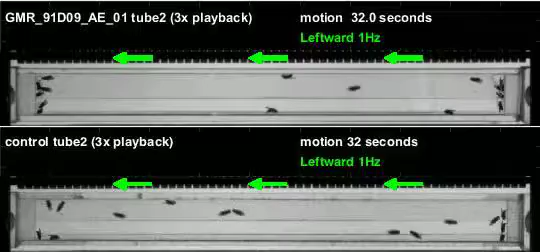 GMR_91D09_AE_01 tube2 (3x playback) motion 32.0 seconds
Leftward 1Hz
control tube2 (3x playback) motion 32 seconds
Leftward 1Hz